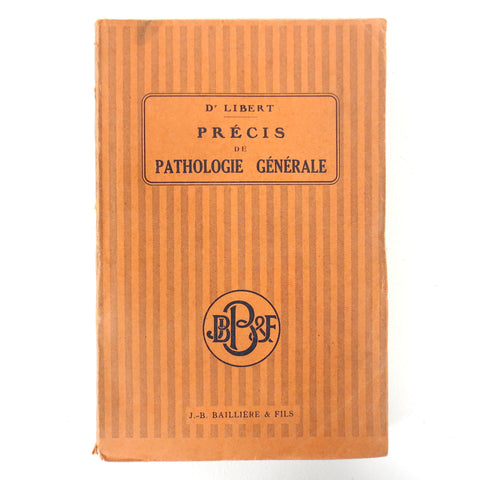 Dr LIBERT
PRÉCIS
DE
PATHOLOGIE GÉNÉRALE
JBB&F.
J.-B. BAILLIÈRE & FILS